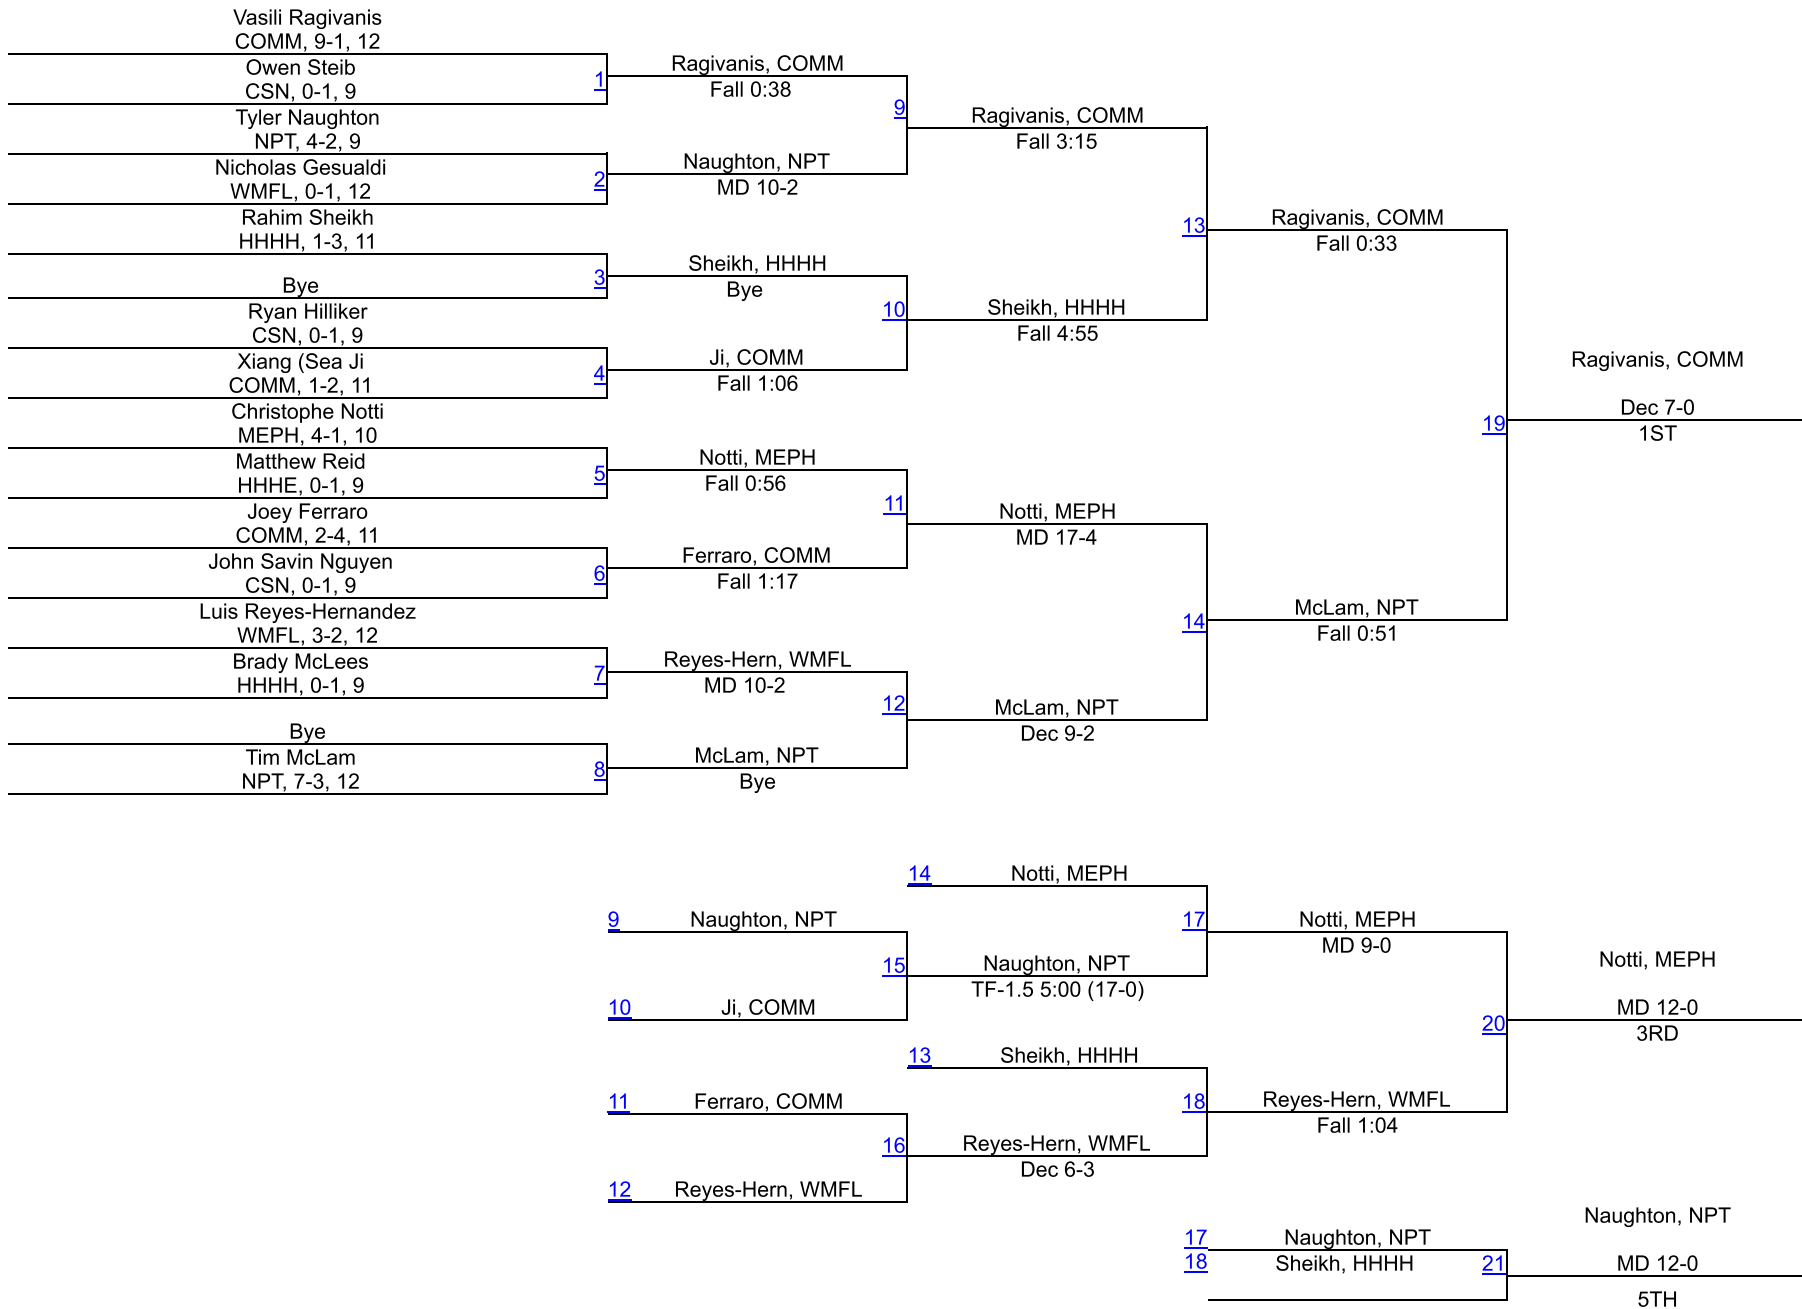 Vasili Ragivanis
COMM, 9-1, 12
Owen Steib
CSN, 0-1, 9
1
Tyler Naughton
NPT, 4-2, 9
Nicholas Gesualdi
WMFL, 0-1, 12
2
Rahim Sheikh
HHHH, 1-3, 11
Bye
3
Ryan Hilliker
CSN, 0-1, 9
Xiang (Sea Ji
COMM, 1-2, 11
4
Christophe Notti
MEPH, 4-1, 10
Matthew Reid
HHHE, 0-1, 9
5
Joey Ferraro
COMM, 2-4, 11
John Savin Nguyen
CSN, 0-1, 9
6
Luis Reyes-Hernandez
WMFL, 3-2, 12
Brady McLees
HHHH, 0-1, 9
7
Bye
Tim McLam
NPT, 7-3, 12
8
Ragivanis, COMM
Fall 0:38
9
Naughton, NPT
MD 10-2
Sheikh, HHHH
Bye
10
Ji, COMM
Fall 1:06
Notti, MEPH
Fall 0:56
11
Ferraro, COMM
Fall 1:17
Reyes-Hern, WMFL
MD 10-2
12
McLam, NPT
Bye
Ragivanis, COMM
Fall 3:15
13
Sheikh, HHHH
Fall 4:55
Notti, MEPH
MD 17-4
14
McLam, NPT
Dec 9-2
Ragivanis, COMM
Fall 0:33
19
McLam, NPT
Fall 0:51
Ragivanis, COMM
Dec 7-0
1ST
9
Naughton, NPT
15
10
Ji, COMM
11
Ferraro, COMM
16
12
Reyes-Hern, WMFL
14
Notti, MEPH
17
Naughton, NPT
TF-1.5 5:00 (17-0)
13
Sheikh, HHHH
18
Reyes-Hern, WMFL
Dec 6-3
Notti, MEPH
MD 9-0
20
Reyes-Hern, WMFL
Fall 1:04
Notti, MEPH
MD 12-0
3RD
17
Naughton, NPT
18
Sheikh, HHHH
21
Naughton, NPT
MD 12-0
5TH